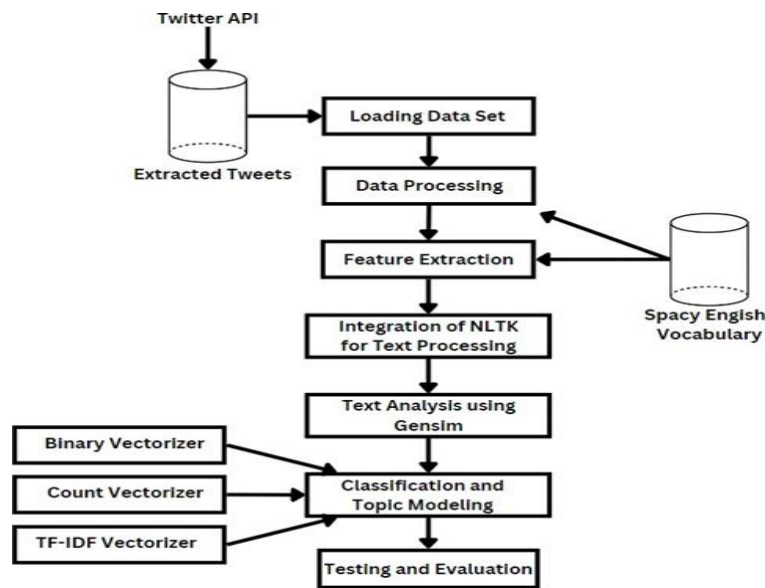 Twitter API
Extracted Tweets
Loading Data Set
Data Processing
Feature Extraction
Spacy Engish
Vocabulary
Integration of NLTK
for Text Processing
Text Analysis using
Gensim
Binary Vectorizer
Count Vectorizer
TF-IDF Vectorizer
Classification and
Topic Modeling
Testing and Evaluation